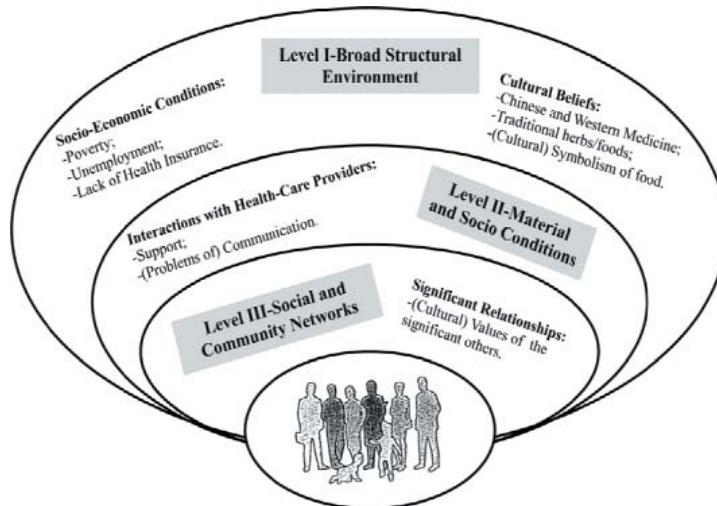 Level I-Broad Structural
Environment
Socio-Economic Conditions:
-Poverty;
-Unemployment;
-Lack of Health Insurance.
Cultural Beliefs:
-Chinese and Western Medicine;
-Traditional herbs/foods;
-(Cultural) Symbolism of food.
Interactions with Health-Care Providers:
-Support;
-(Problems of) Communication.
Level II-Material
and Socio Conditions
Level III-Social and
Community Networks
Significant Relationships:
-(Cultural) Values of the
significant others.